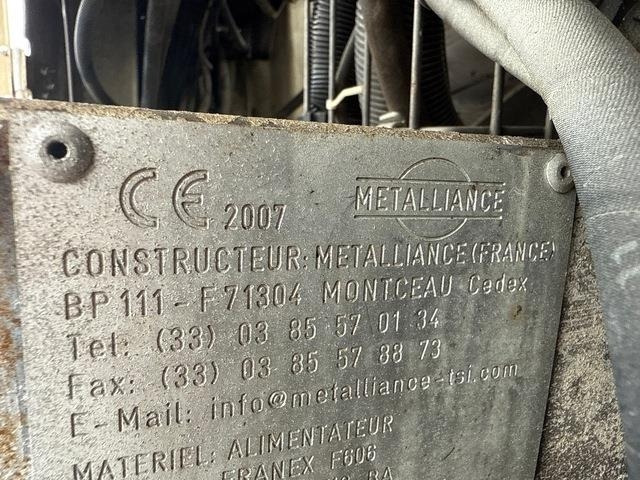 CE 2007
METALLIANCE
CONSTRUCTEUR: METALLIANCE (FRANCE)
BP 111 - F 71304 MONTCEAU Cedex
Tel: (33) 03 85 57 01 34
Fax: (33) 03 85 57 88 73
E-Mail: info@metalliance-tsi.com
MATERIEL: ALIMENTATEUR
FRANEX F606
BA